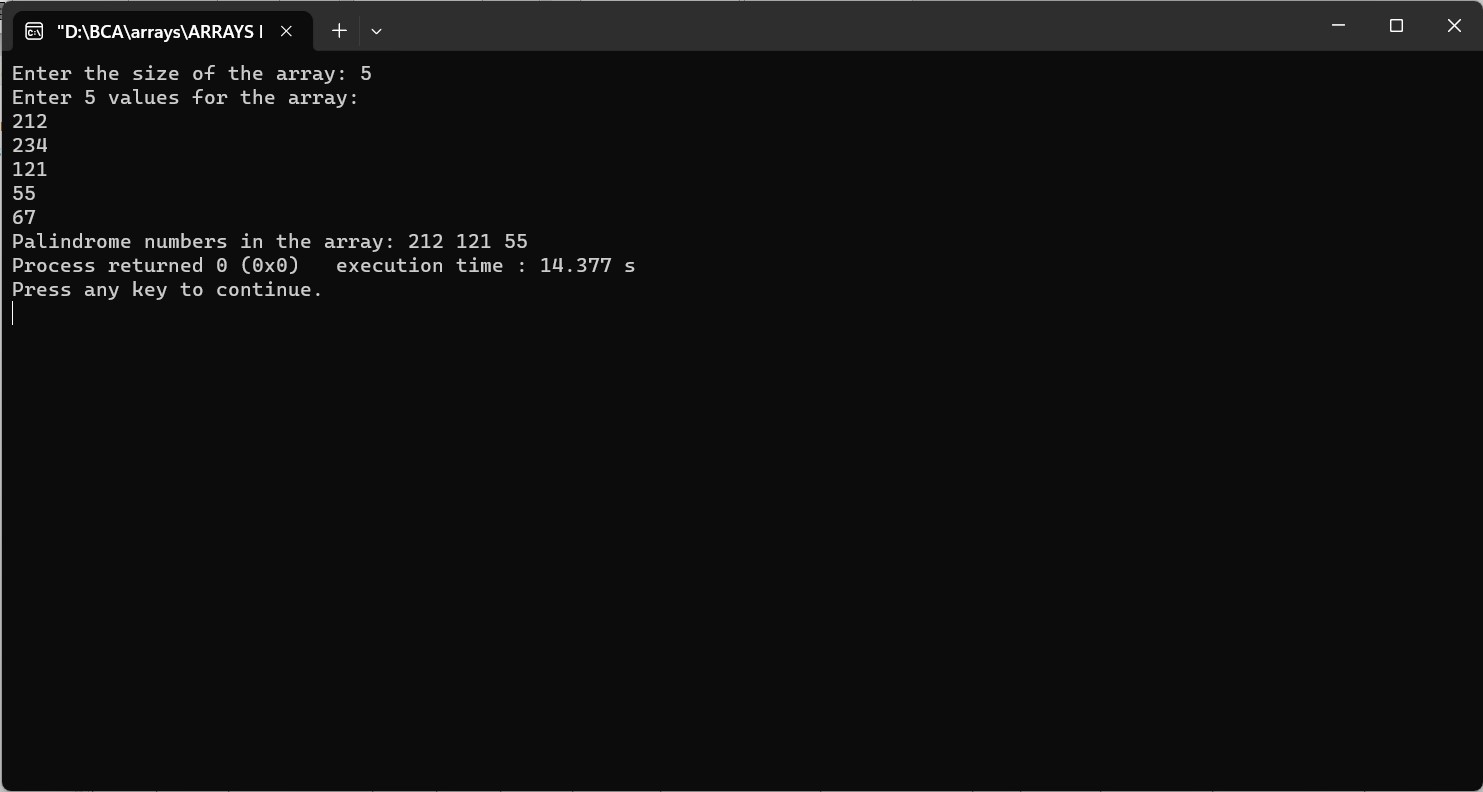 "D:\BCA\arrays\ARRAYS
Enter the size of the array: 5
Enter 5 values for the array:
212
234
121
55
67
Palindrome numbers in the array: 212 121 55
Process returned 0 (0x0)   execution time : 14.377 s
Press any key to continue.